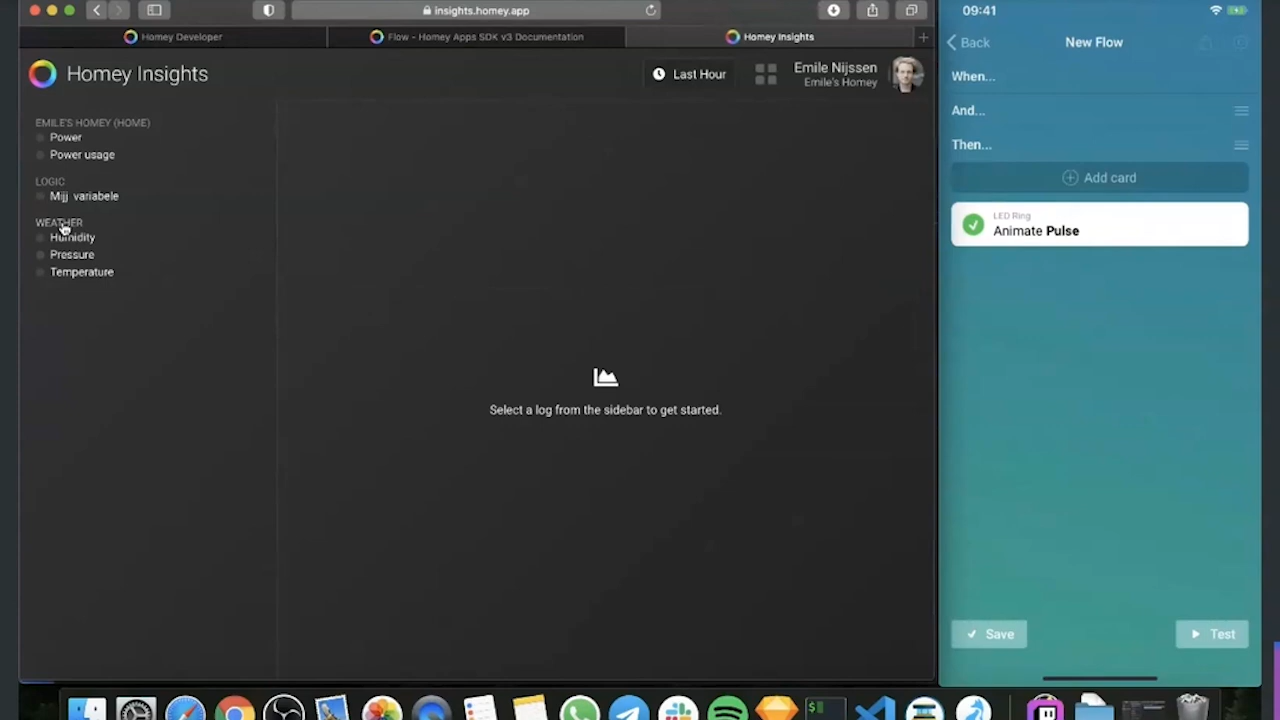 insights.homey.app
Homey Developer
Flow - Homey Apps SDK v3 Documentation
Homey Insights
Homey Insights
Last Hour
Emile Nijssen
Emile's Homey
EMILE'S HOMEY (HOME)
Power
Power usage
LOGIC
Mijj variabele
WEATHER
Humidity
Pressure
Temperature
Select a log from the sidebar to get started.
09:41
Back
New Flow
When...
And...
Then...
Add card
LED Ring
Animate Pulse
Save
Test
$